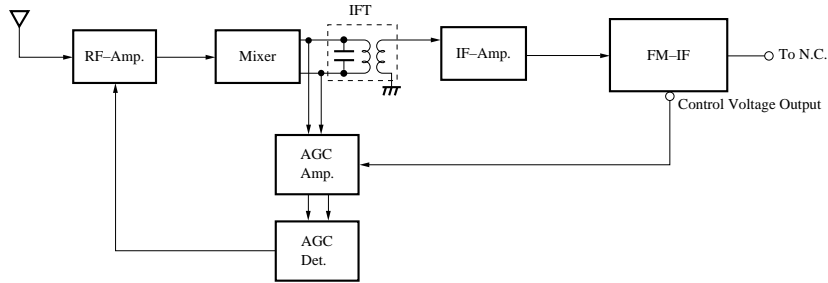 IFT
RF–Amp.
Mixer
IF–Amp.
FM–IF
To N.C.
Control Voltage Output
AGC
Amp.
AGC
Det.